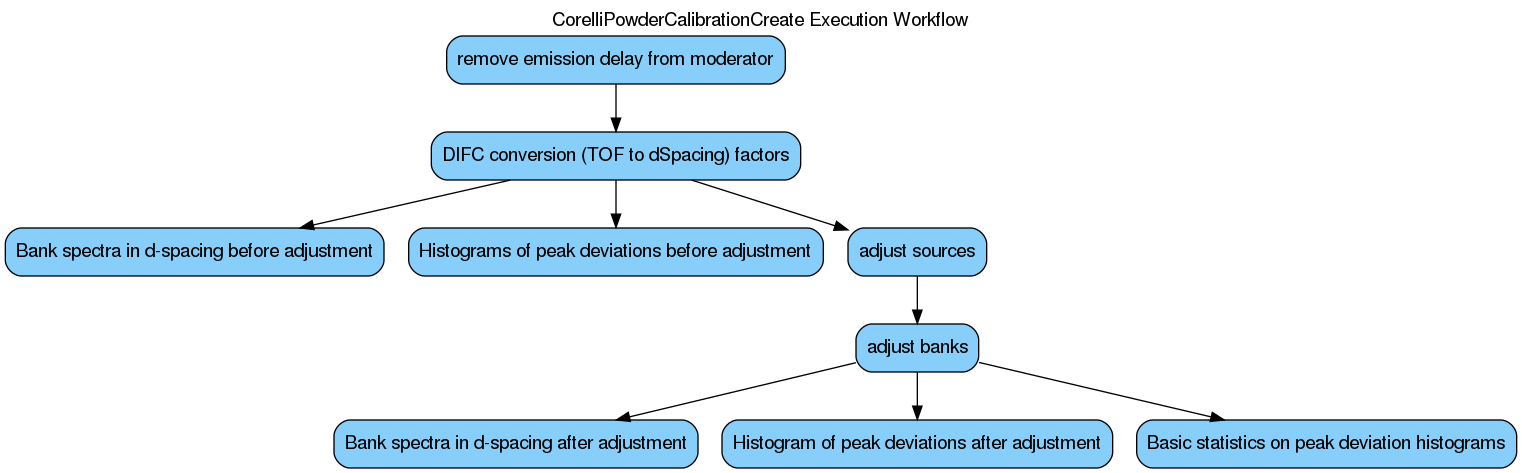 CorelliPowderCalibrationCreate Execution Workflow
remove emission delay from moderator
DIFC conversion (TOF to dSpacing) factors
Bank spectra in d-spacing before adjustment
Histograms of peak deviations before adjustment
adjust sources
adjust banks
Bank spectra in d-spacing after adjustment
Histogram of peak deviations after adjustment
Basic statistics on peak deviation histograms